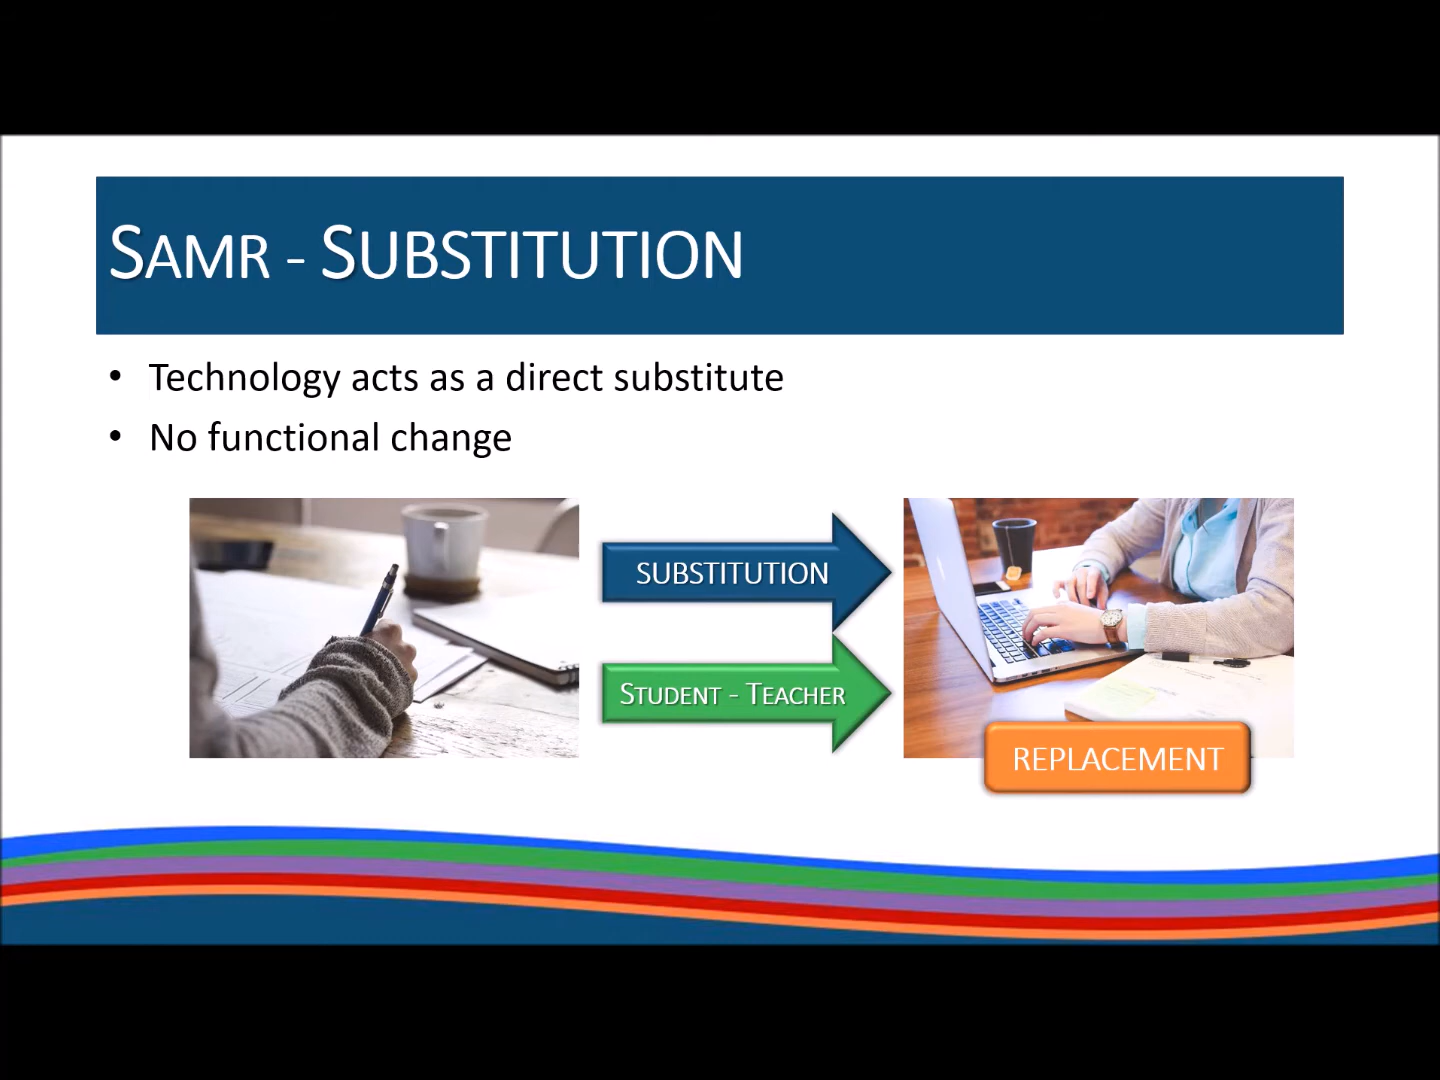 SAMR - SUBSTITUTION
• Technology acts as a direct substitute
• No functional change
SUBSTITUTION
STUDENT - TEACHER
REPLACEMENT